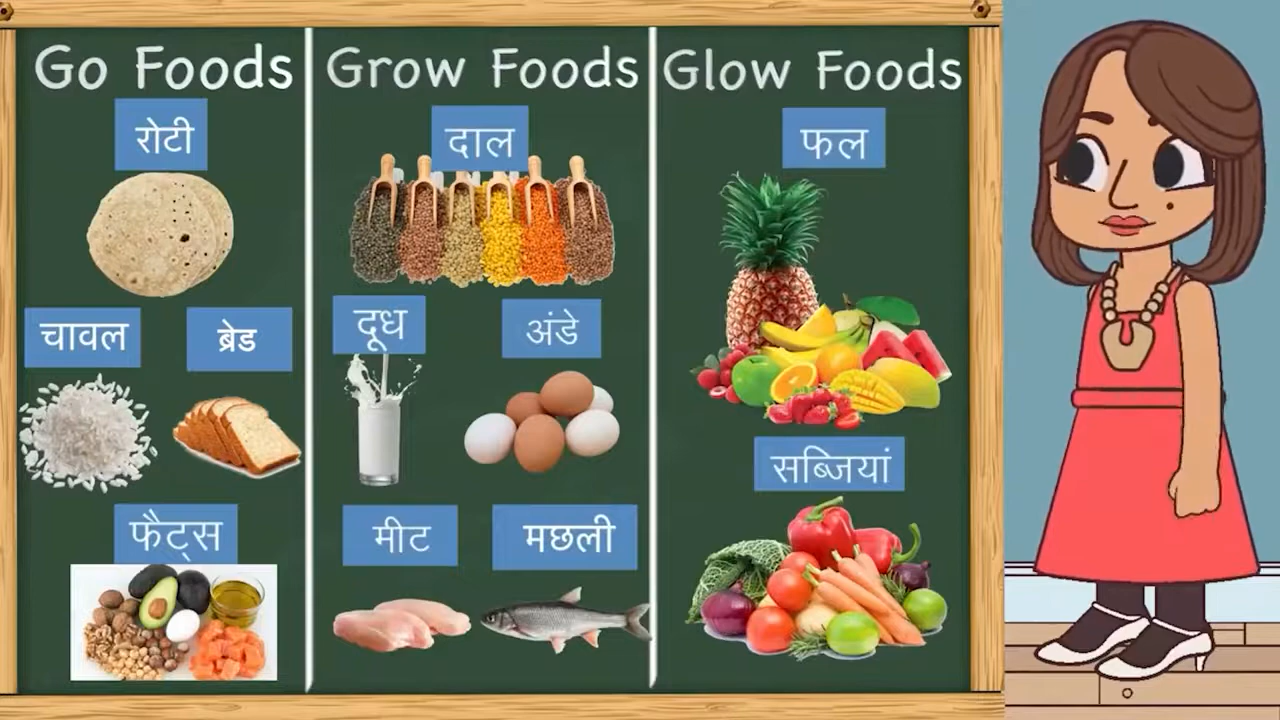 Go Foods
रोटी
चावल
ब्रेड
फैट्स
Grow Foods
दाल
दूध
अंडे
मीट
मछली
Glow Foods
फल
सब्जियां